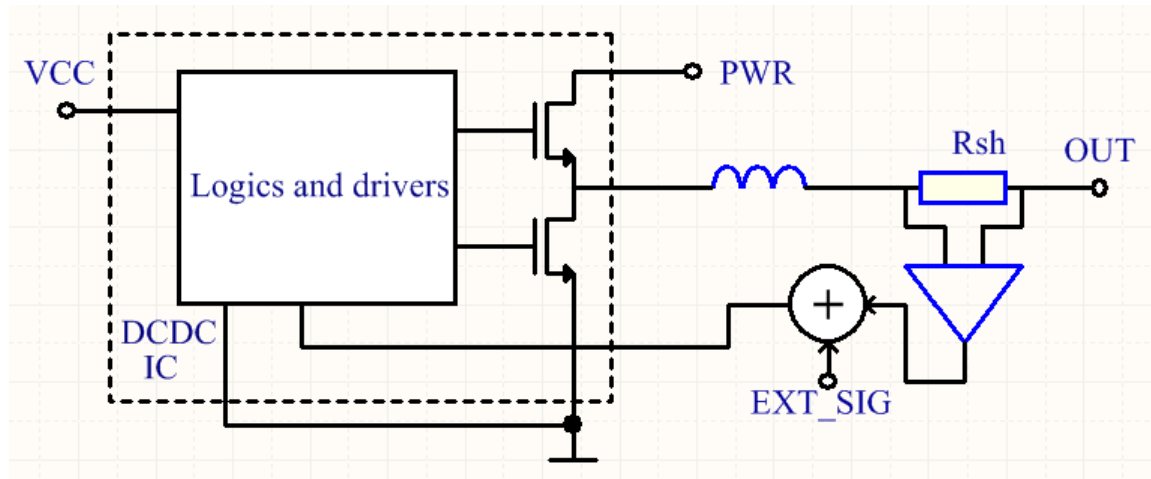 VCC
PWR
Rsh
OUT
Logics and drivers
+
DCDC
IC
EXT_SIG